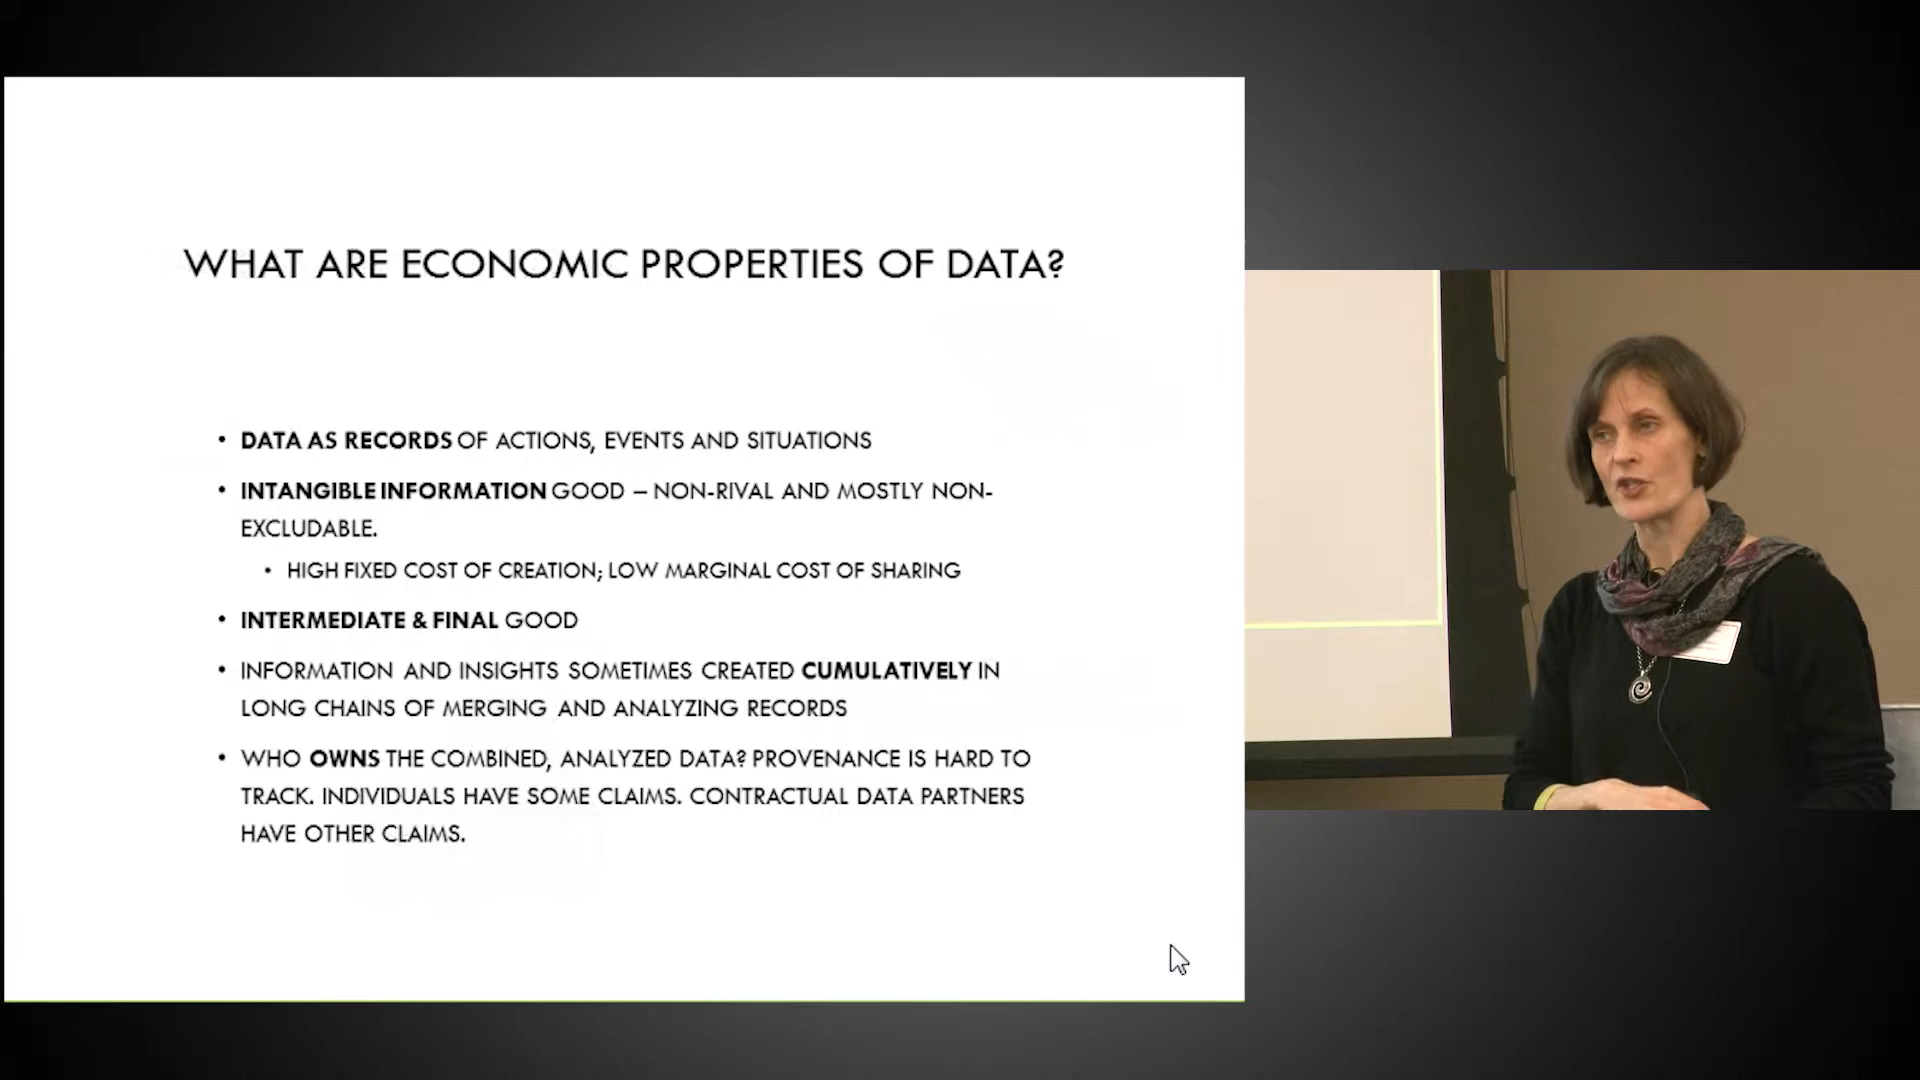 WHAT ARE ECONOMIC PROPERTIES OF DATA?
• DATA AS RECORDS OF ACTIONS, EVENTS AND SITUATIONS
• INTANGIBLE INFORMATION GOOD – NON-RIVAL AND MOSTLY NON-
EXCLUDABLE.
• HIGH FIXED COST OF CREATION; LOW MARGINAL COST OF SHARING
• INTERMEDIATE & FINAL GOOD
• INFORMATION AND INSIGHTS SOMETIMES CREATED CUMULATIVELY IN
LONG CHAINS OF MERGING AND ANALYZING RECORDS
• WHO OWNS THE COMBINED, ANALYZED DATA? PROVENANCE IS HARD TO
TRACK. INDIVIDUALS HAVE SOME CLAIMS. CONTRACTUAL DATA PARTNERS
HAVE OTHER CLAIMS.